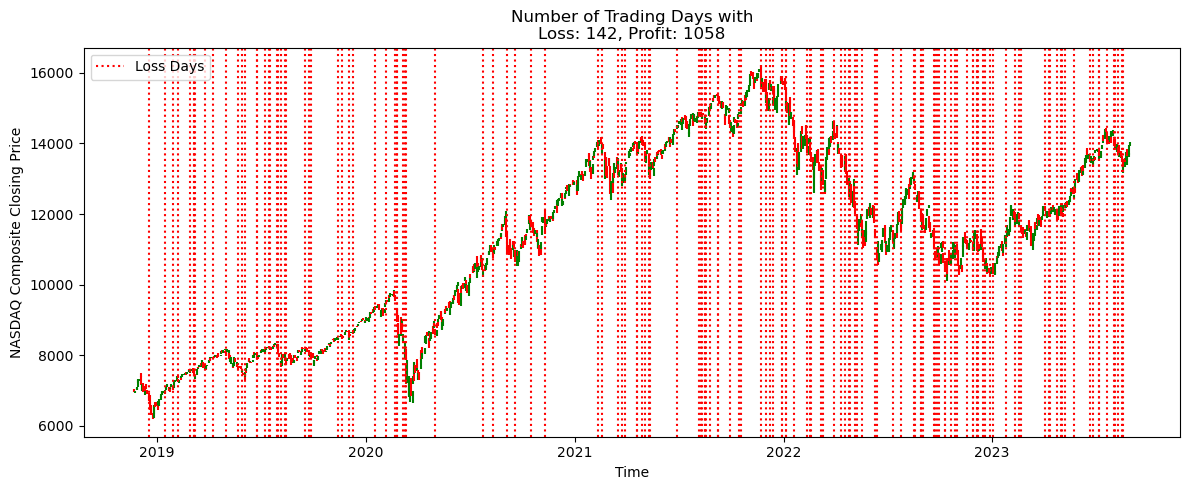 Number of Trading Days with
Loss: 142, Profit: 1058
Loss Days
NASDAQ Composite Closing Price
16000
14000
12000
10000
8000
6000
2019 2020 2021 2022 2023
Time